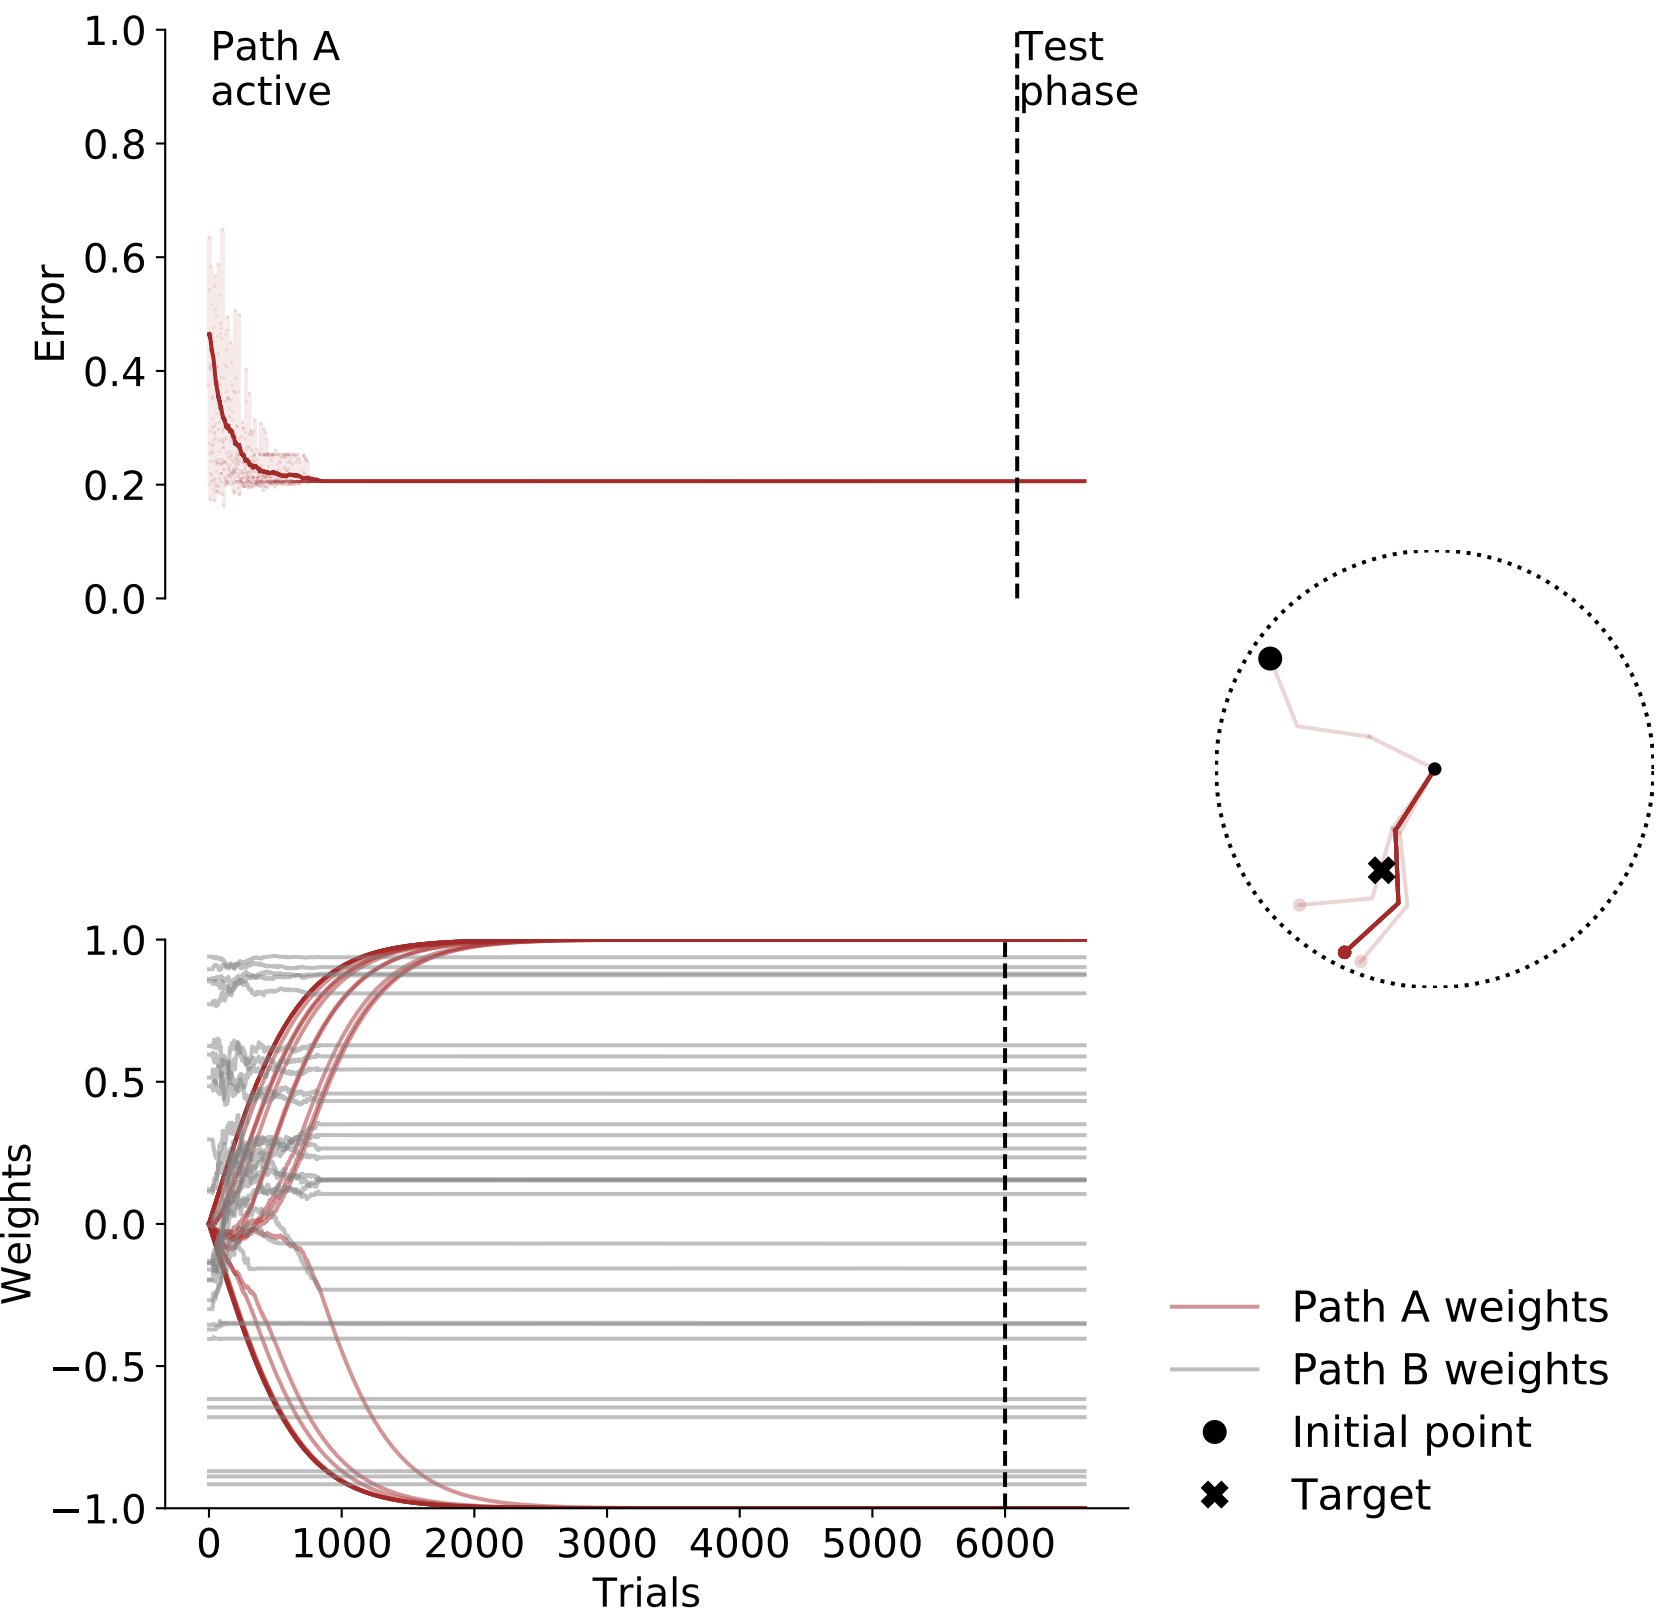 Path A
active
Test
phase
1.0
0.8
0.6
0.4
0.2
0.0
Error
1.0
0.5
0.0
−0.5
−1.0
Weights
0 1000 2000 3000 4000 5000 6000
Trials
Path A weights
Path B weights
Initial point
Target